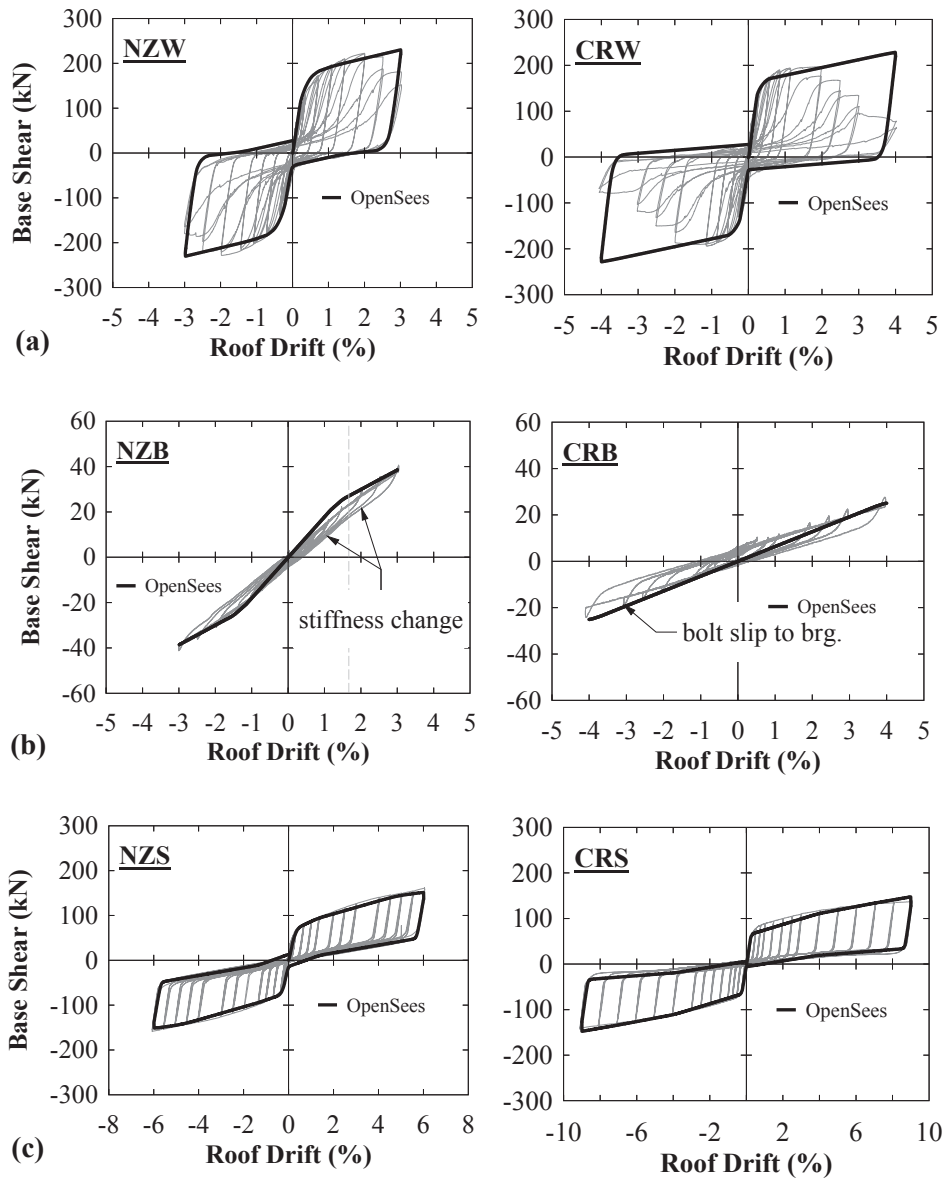 NZW
CRW
Base Shear (kN)
300
200
100
0
-100
-200
-300
OpenSees
-5 -4 -3 -2 -1 0 1 2 3 4 5
Roof Drift (%)
300
200
100
0
-100
-200
-300
OpenSees
-5 -4 -3 -2 -1 0 1 2 3 4 5
Roof Drift (%)
(a)
NZB
CRB
Base Shear (kN)
60
40
20
0
-20
-40
-60
OpenSees
stiffness change
-5 -4 -3 -2 -1 0 1 2 3 4 5
Roof Drift (%)
60
40
20
0
-20
-40
-60
OpenSees
bolt slip to brg.
-5 -4 -3 -2 -1 0 1 2 3 4 5
Roof Drift (%)
(b)
NZS
CRS
Base Shear (kN)
300
200
100
0
-100
-200
-300
OpenSees
-8 -6 -4 -2 0 2 4 6 8
Roof Drift (%)
300
200
100
0
-100
-200
-300
OpenSees
-10 -6 -2 2 6 10
Roof Drift (%)
(c)